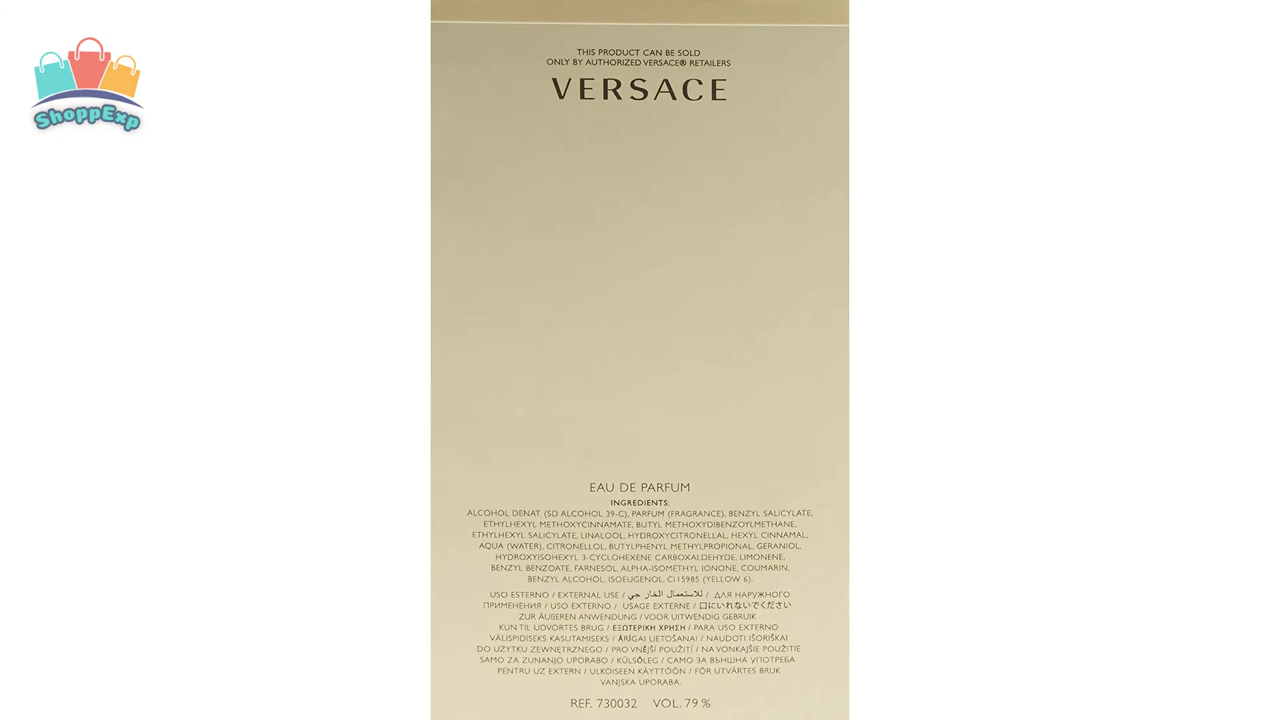 ShoppExp
THIS PRODUCT CAN BE SOLD
ONLY BY AUTHORIZED VERSACE® RETAILERS
VERSACE
EAU DE PARFUM
INGREDIENTS:
ALCOHOL DENAT. (SD ALCOHOL 39-C), PARFUM (FRAGRANCE), BENZYL SALICYLATE,
ETHYLHEXYL METHOXYCINNAMATE, BUTYL METHOXYDIBENZOYLMETHANE,
ETHYLHEXYL SALICYLATE, LINALOOL, HYDROXYCITRONELLAL, HEXYL CINNAMAL,
AQUA (WATER), CITRONELLOL, BUTYLPHENYL METHYLPROPIONAL, GERANIOL,
HYDROXYISOHEXYL 3-CYCLOHEXENE CARBOXALDEHYDE, LIMONENE,
BENZYL BENZOATE, FARNESOL, ALPHA-ISOMETHYL IONONE, COUMARIN,
BENZYL ALCOHOL, ISOEUGENOL, CI15985 (YELLOW 6).
USO ESTERNO / EXTERNAL USE / للاستعمال الخار جي / ДЛЯ НАРУЖНОГО
ПРИМЕНЕНИЯ / USO EXTERNO / USAGE EXTERNE / 口にいれないでください
ZUR ÄUßEREN ANWENDUNG / VOOR UITWENDIG GEBRUIK
KUN TIL UDVORTES BRUG / ΕΞΩΤΕΡΙΚΗ ΧΡΗΣΗ / PARA USO EXTERNO
VÄLISPIDISEKS KASUTAMISEKS / ĀRĪGAI LIETOŠANAI / NAUDOTI IŠORIŠKAI
DO UŻYTKU ZEWNĘTRZNEGO / PRO VNĚJŠÍ POUŽITÍ / NA VONKAJŠIE POUŽITIE
SAMO ZA ZUNANJO UPORABO / KÜLSŐLEG / САМО ЗА ВЪНШНА УПОТРЕБА
PENTRU UZ EXTERN / ULKOISEEN KÄYTTÖÖN / FÖR UTVÄRTES BRUK
VANJSKA UPORABA.
REF. 730032 VOL. 79 %